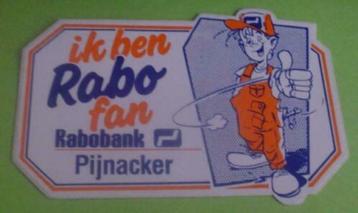 ik ben
Rabo
fan
Rabobank
Pijnacker